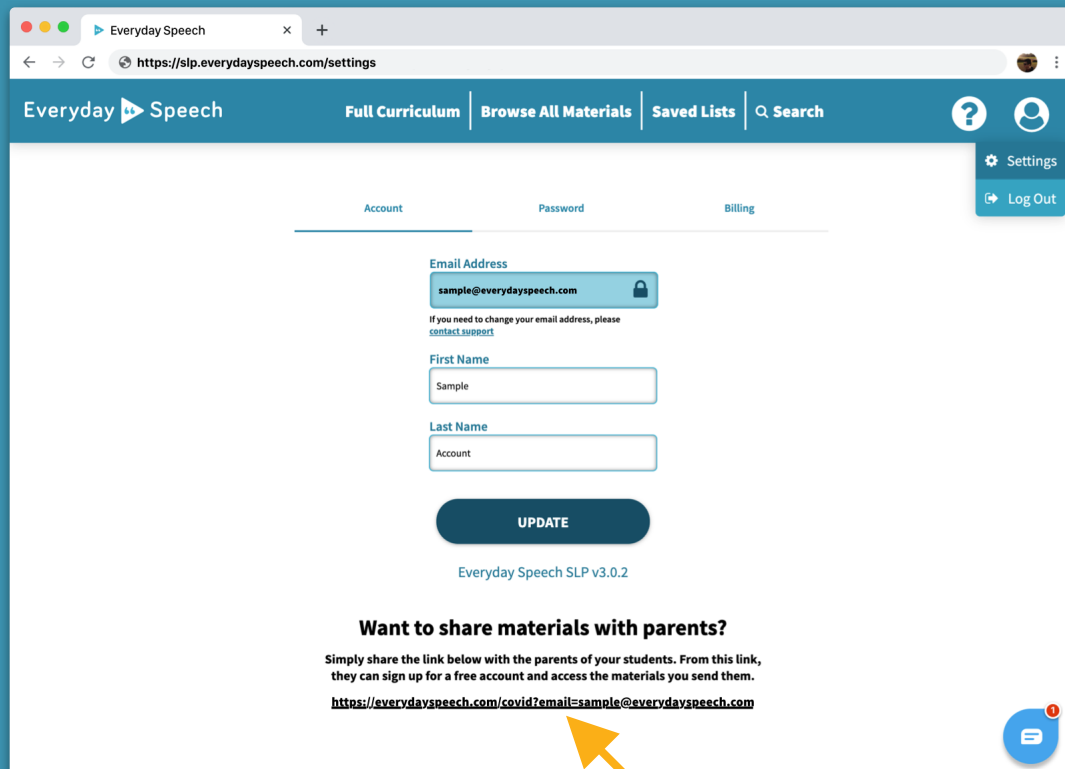 Everyday Speech
https://slp.everydayspeech.com/settings
Everyday Speech
Full Curriculum
Browse All Materials
Saved Lists
Search
?
Settings
Log Out
Account
Password
Billing
Email Address
sample@everydayspeech.com
If you need to change your email address, please
contact support
First Name
Sample
Last Name
Account
UPDATE
Everyday Speech SLP v3.0.2
Want to share materials with parents?
Simply share the link below with the parents of your students. From this link,
they can sign up for a free account and access the materials you send them.
https://everydayspeech.com/covid?email=sample@everydayspeech.com
1